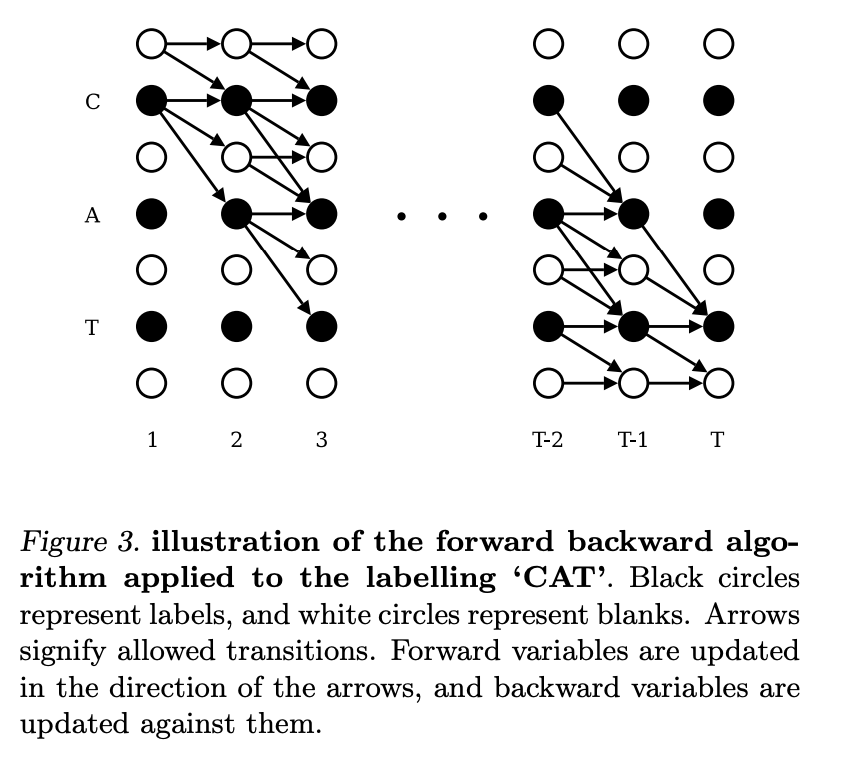 C
A
T
1 2 3 T-2 T-1 T
Figure 3. illustration of the forward backward algo-
rithm applied to the labelling ‘CAT’. Black circles
represent labels, and white circles represent blanks. Arrows
signify allowed transitions. Forward variables are updated
in the direction of the arrows, and backward variables are
updated against them.